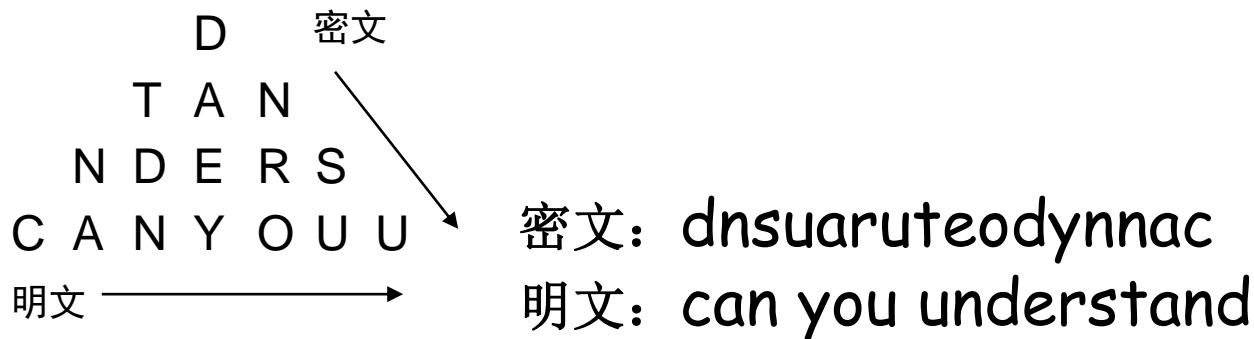 D 密文
T A N
N D E R S
C A N Y O U U
明文
密文：dnsuaruteodynnac
明文：can you understand